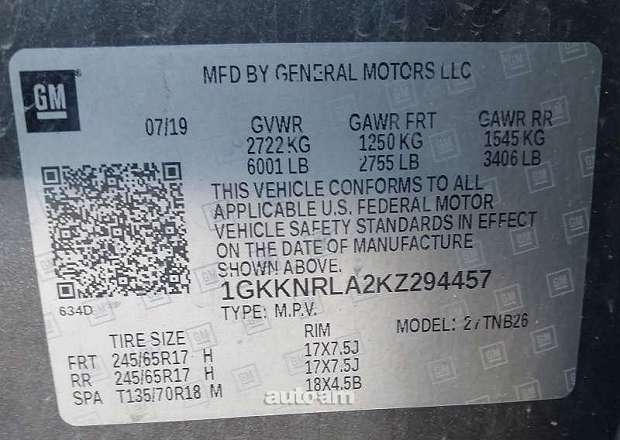 GM
MFD BY GENERAL MOTORS LLC
07/19 GVWR GAWR FRT GAWR RR
2722 KG 1250 KG 1545 KG
6001 LB 2755 LB 3406 LB
THIS VEHICLE CONFORMS TO ALL
APPLICABLE U.S. FEDERAL MOTOR
VEHICLE SAFETY STANDARDS IN EFFECT
ON THE DATE OF MANUFACTURE
SHOWN ABOVE.
1GKKNRLA2KZ294457
634D
TYPE: M.P.V. MODEL: 27TNB26
TIRE SIZE RIM
FRT 245/65R17 H 17X7.5J
RR 245/65R17 H 17X7.5J
SPA T135/70R18 M 18X4.5B
auto.am